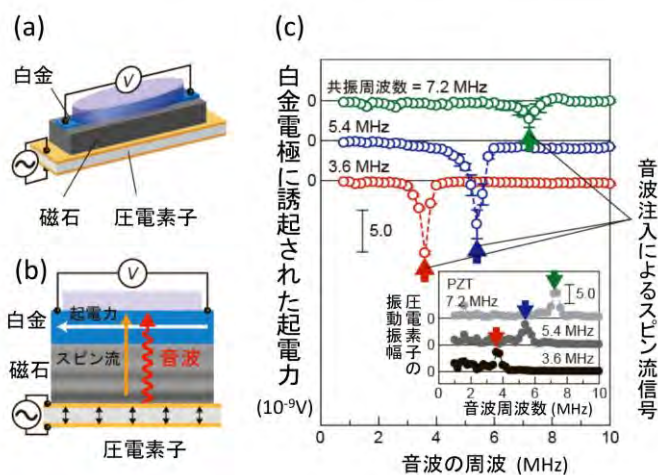 (a)
白金
V
磁石
圧電素子
(b)
V
白金
起電力
磁石
スピン流
音波
圧電素子
(c)
白金電極に誘起された起電力
(10⁻⁹V)
共振周波数 = 7.2 MHz
0
5.4 MHz
0
3.6 MHz
0
5.0
音波注入によるスピン流信号
圧電素子の
振動振幅
PZT
7.2 MHz
5.0
0
5.4 MHz
0
3.6 MHz
0
0 2 4 6 8 10
音波周波数 (MHz)
0 2 4 6 8 10
音波の周波 (MHz)